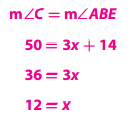 m∠C = m∠ABE
50 = 3x + 14
36 = 3x
12 = x